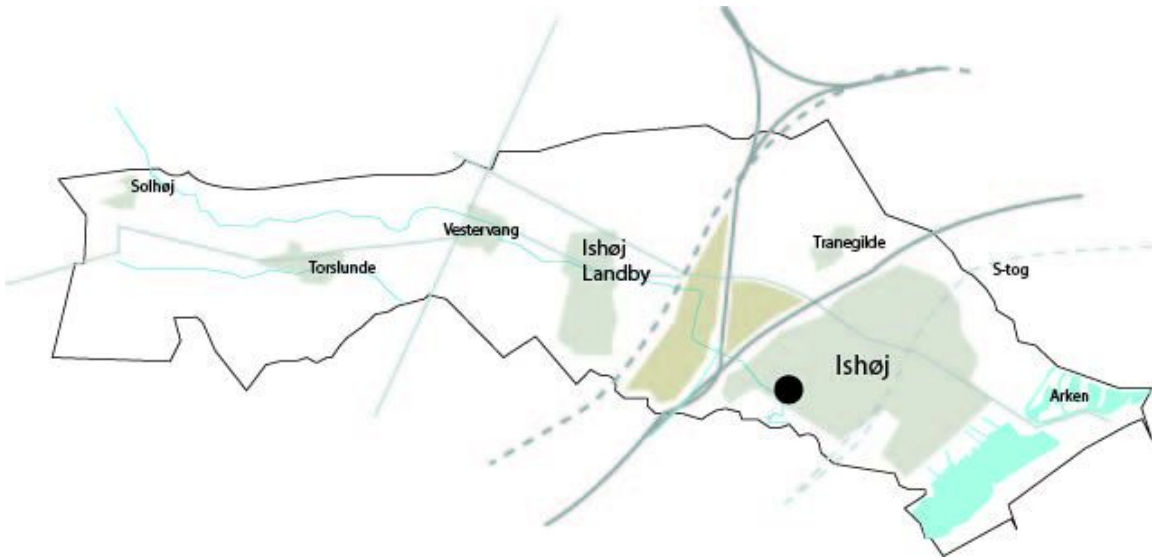 Solhøj
Vestervang
Torslunde
Ishøj
Landby
Tranegilde
S-tog
Ishøj
Arken